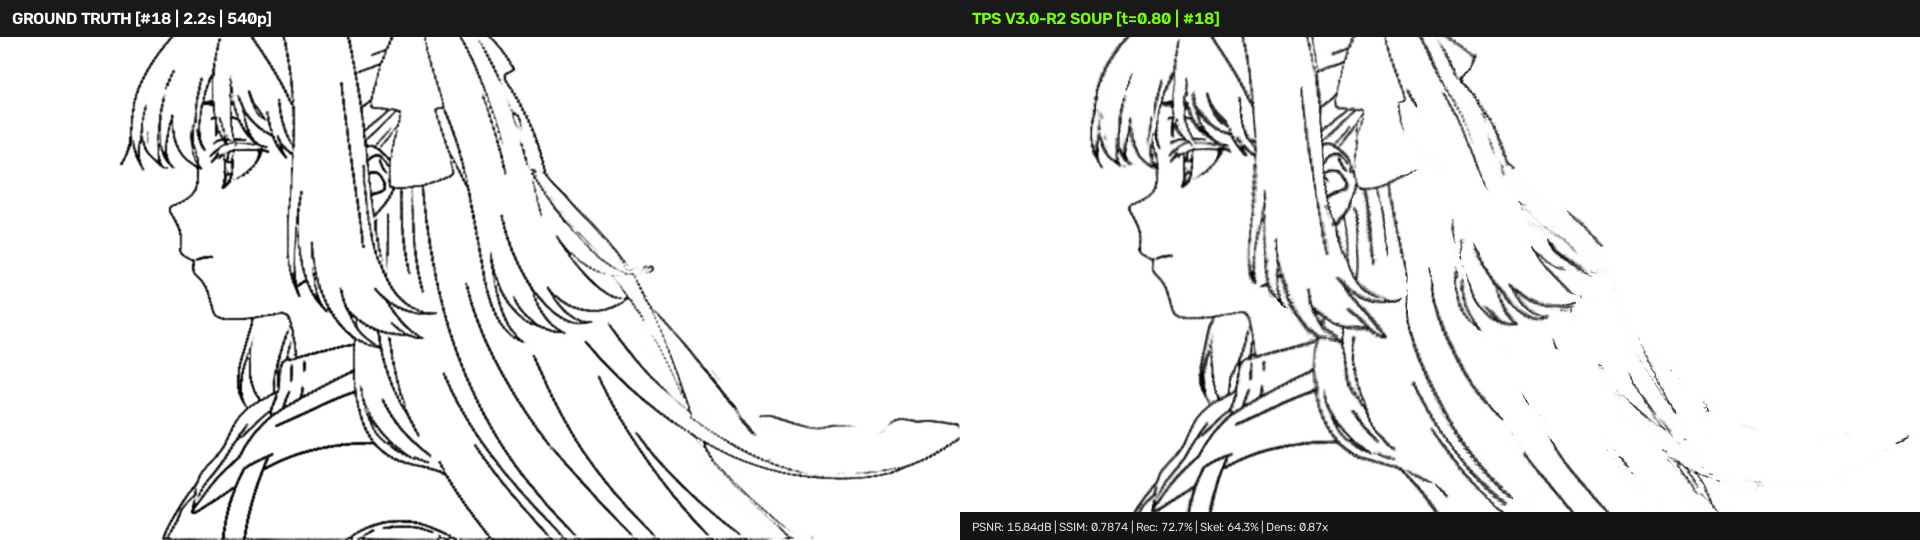 GROUND TRUTH [#18 | 2.2s | 540p]
TPS V3.0-R2 SOUP [t=0.80 | #18]
PSNR: 15.84dB | SSIM: 0.7874 | Rec: 72.7% | Skel: 64.3% | Dens: 0.87x